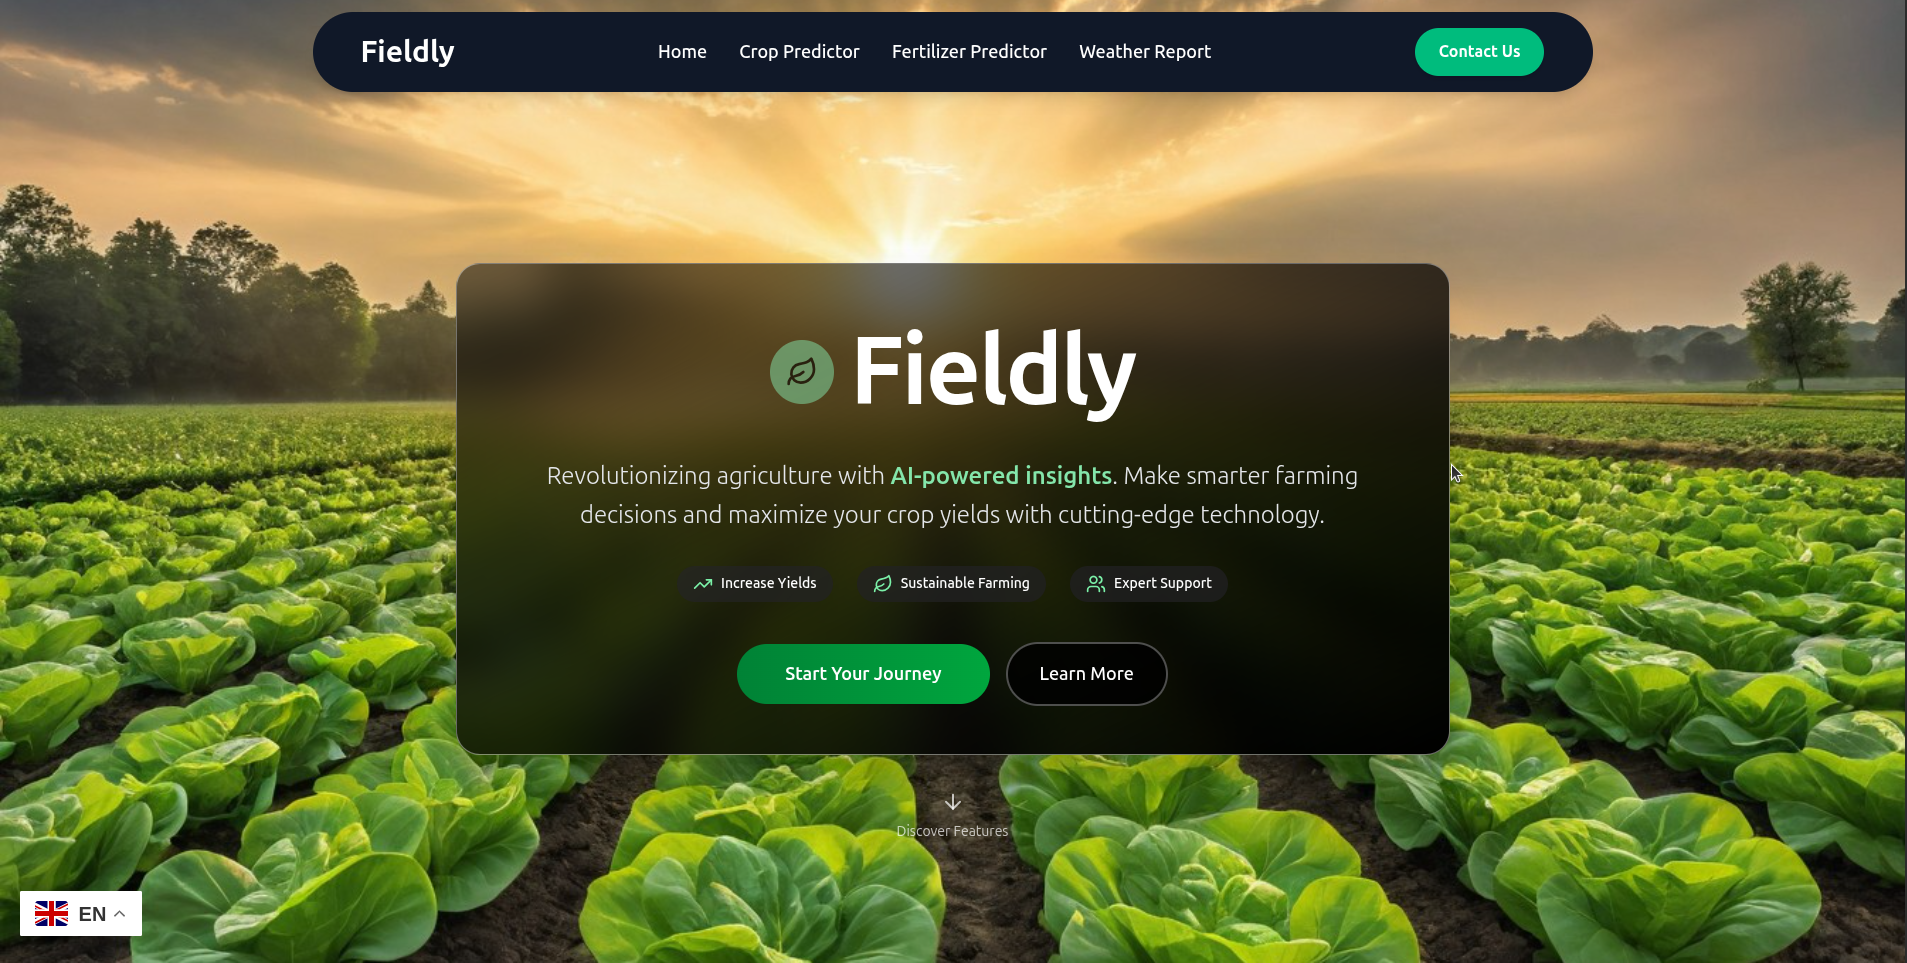 Fieldly
Home
Crop Predictor
Fertilizer Predictor
Weather Report
Contact Us
Fieldly
Revolutionizing agriculture with AI-powered insights. Make smarter farming
decisions and maximize your crop yields with cutting-edge technology.
Increase Yields
Sustainable Farming
Expert Support
Start Your Journey
Learn More
Discover Features
EN